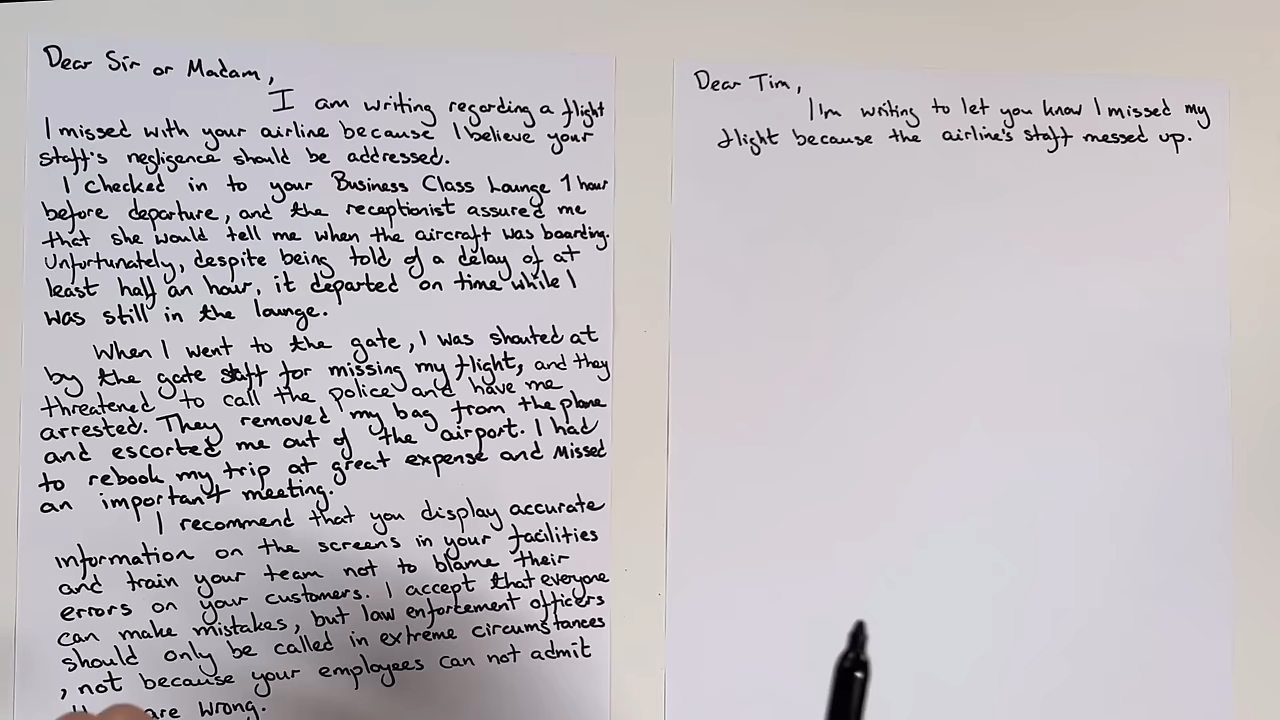 Dear Sir or Madam,
I am writing regarding a flight
I missed with your airline because I believe your
staff's negligence should be addressed.
I checked in to your Business Class Lounge 1 hour
before departure, and the receptionist assured me
that she would tell me when the aircraft was boarding.
Unfortunately, despite being told of a delay of at
least half an hour, it departed on time while I
was still in the lounge.
When I went to the gate, I was shouted at
by the gate staff for missing my flight, and they
threatened to call the police and have me
arrested. They removed my bag from the plane
and escorted me out of the airport. I had
to rebook my trip at great expense and missed
an important meeting.
I recommend that you display accurate
information on the screens in your facilities
and train your team not to blame their
errors on your customers. I accept that everyone
can make mistakes, but law enforcement officers
should only be called in extreme circumstances
, not because your employees can not admit
are wrong.
Dear Tim,
I'm writing to let you know I missed my
flight because the airline's staff messed up.